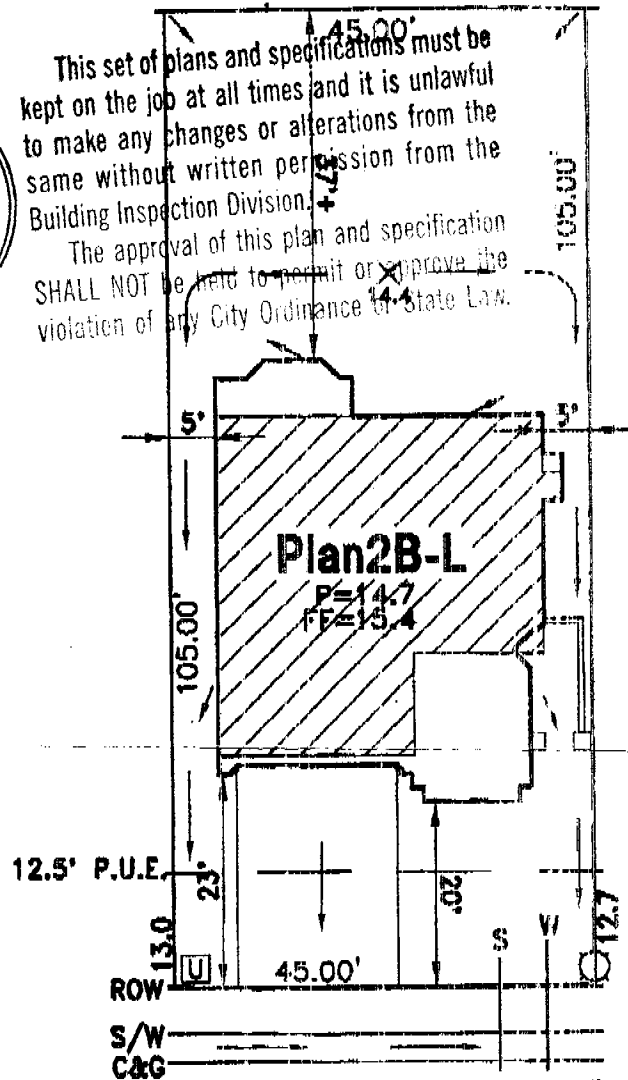 45.00'
This set of plans and specifications must be
kept on the job at all times and it is unlawful
to make any changes or alterations from the
same without written permission from the
Building Inspection Division.
37'+
105.00'
The approval of this plan and specification
SHALL NOT be held to permit or approve the
14.4
violation of any City Ordinance or State Law.
5'
5'
Plan2B-L
P=14.7
FF=15.4
105.00'
12.5' P.U.E.
23'
20'
13.0
12.7
S
W
U
45.00'
ROW
S/W
C&G